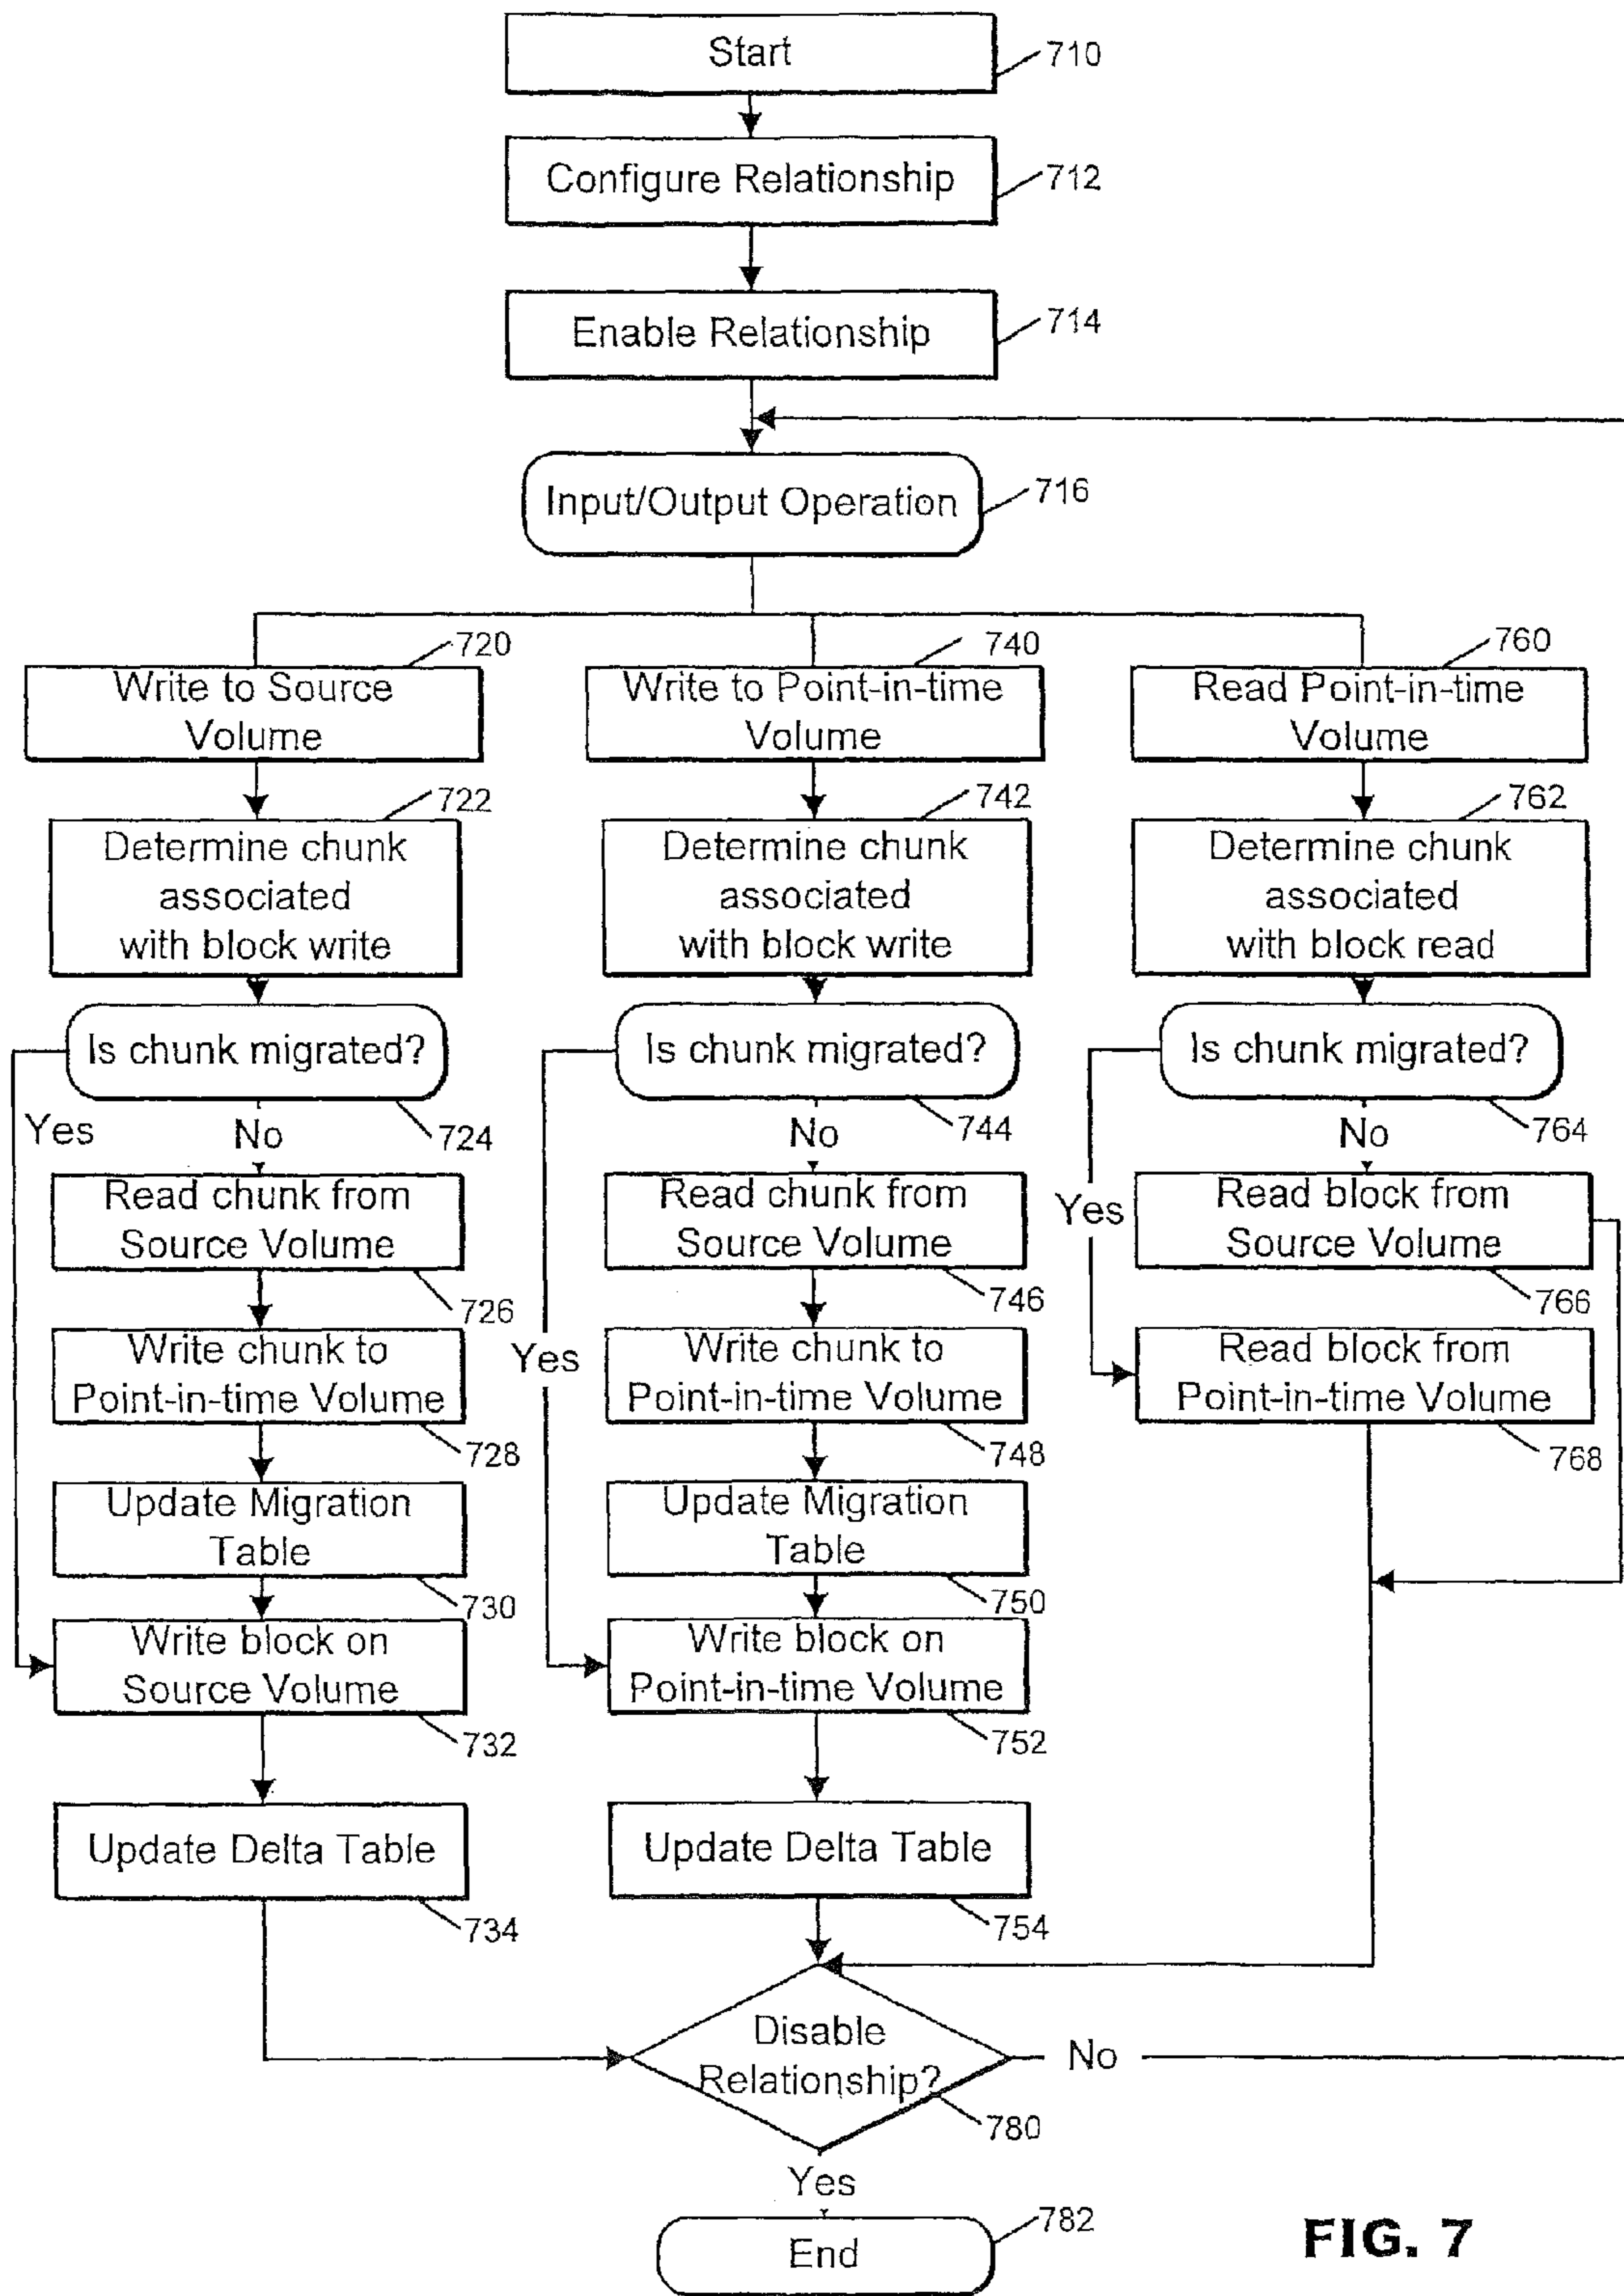 Start
710
Configure Relationship
712
Enable Relationship
714
Input/Output Operation
716
720
740
760
Write to Source
Volume
Write to Point-in-time
Volume
Read Point-in-time
Volume
722
742
762
Determine chunk
associated
with block write
Determine chunk
associated
with block write
Determine chunk
associated
with block read
Is chunk migrated?
Is chunk migrated?
Is chunk migrated?
Yes
No
724
No
744
No
764
Read chunk from
Source Volume
Read chunk from
Source Volume
Yes
Read block from
Source Volume
726
746
766
Write chunk to
Point-in-time Volume
Yes
Write chunk to
Point-in-time Volume
Read block from
Point-in-time Volume
728
748
768
Update Migration
Table
Update Migration
Table
730
750
Write block on
Source Volume
Write block on
Point-in-time Volume
732
752
Update Delta Table
Update Delta Table
734
754
Disable
Relationship?
No
780
Yes
782
End
FIG. 7